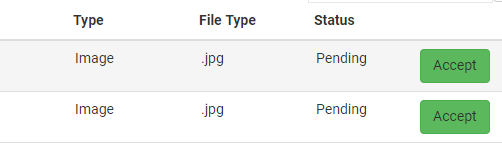 Type File Type Status
Image .jpg Pending Accept
Image .jpg Pending Accept